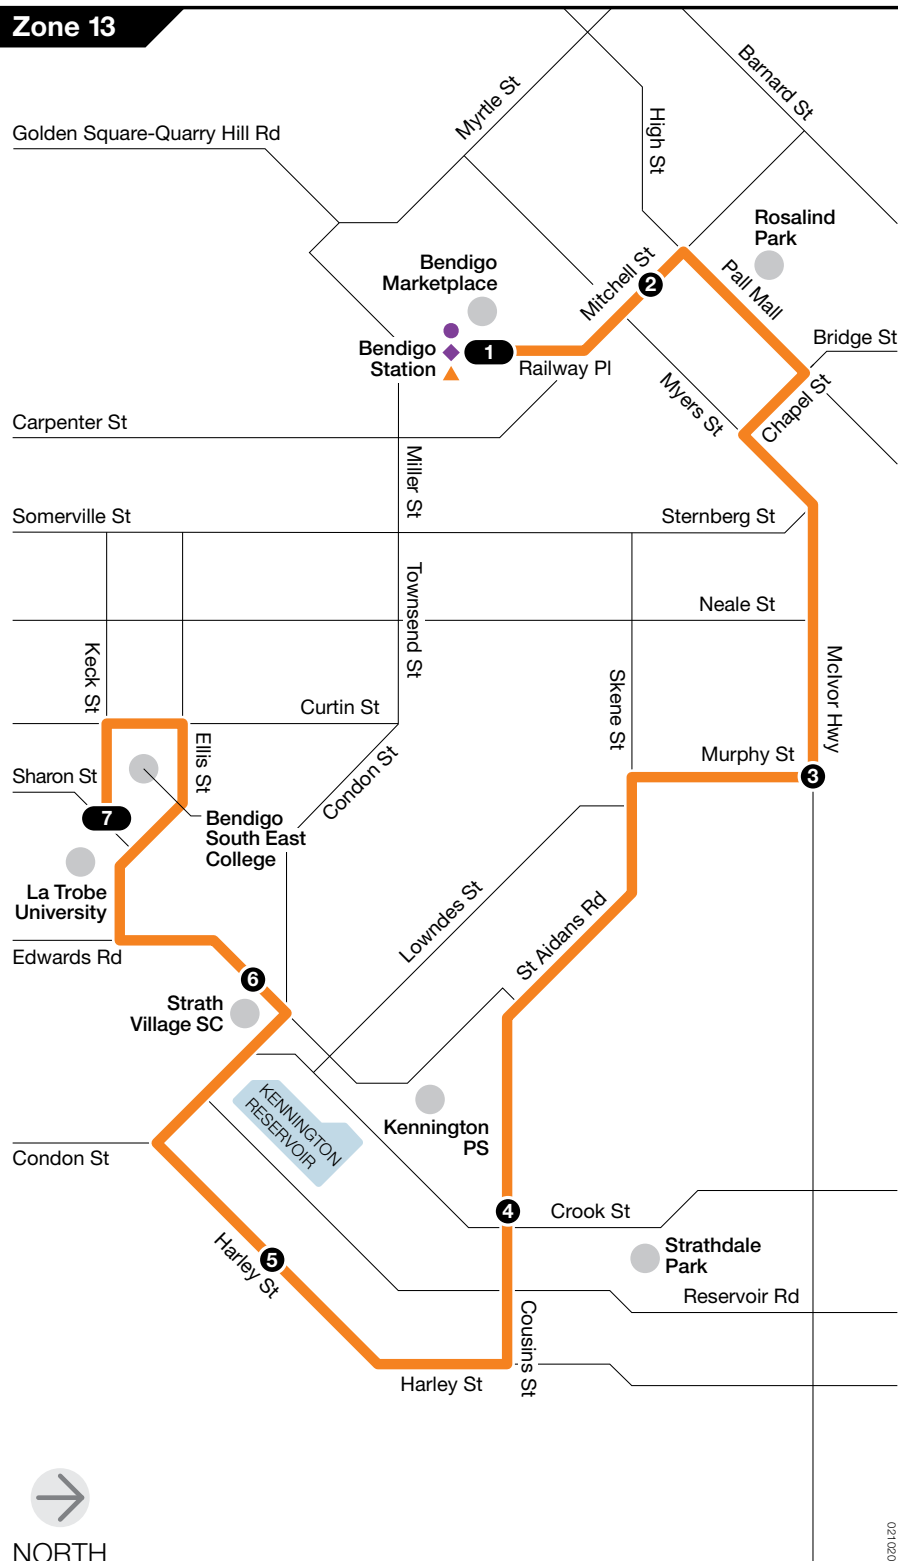 Zone 13
Barnard St
Myrtle St
High St
Golden Square-Quarry Hill Rd
Rosalind
Park
Bendigo
Marketplace
Mitchell St
2
Pall Mall
Bridge St
Bendigo
Station
1
Railway Pl
Chapel St
Myers St
Carpenter St
Miller St
Somerville St
Sternberg St
Townsend St
Neale St
Keck St
Skene St
McIvor Hwy
Curtin St
Ellis St
Condon St
Murphy St
3
Sharon St
7
Bendigo
South East
College
La Trobe
University
Lowndes St
St Aidans Rd
Edwards Rd
6
Strath
Village SC
KENNINGTON
RESERVOIR
Kennington
PS
Condon St
4
Crook St
Harley St
5
Strathdale
Park
Reservoir Rd
Cousins St
Harley St
NORTH
021020